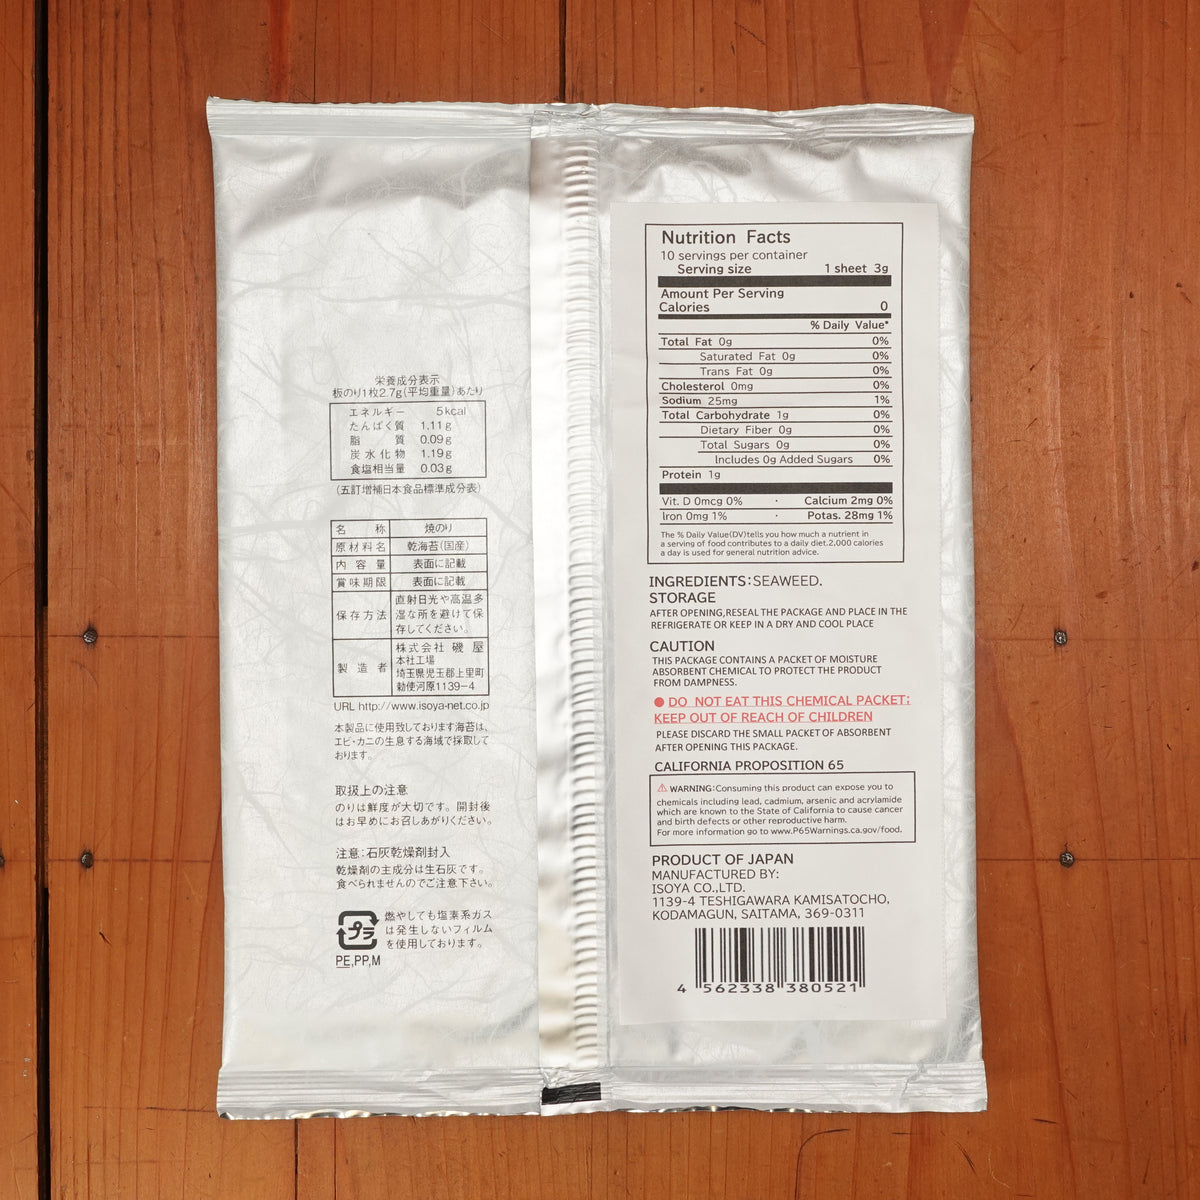 栄養成分表示
板のり1枚2.7g(平均重量)あたり
エネルギー 5kcal
たんぱく質 1.11g
脂質 0.09g
炭水化物 1.19g
食塩相当量 0.03g
(五訂増補日本食品標準成分表)
名称 焼のり
原材料名 乾海苔(国産)
内容量 表面に記載
賞味期限 表面に記載
保存方法 直射日光や高温多
湿な所を避けて保
存してください。
製造者 株式会社 磯屋
本社工場
埼玉県児玉郡上里町
勅使河原1139-4
URL http://www.isoya-net.co.jp
本製品に使用致しております海苔は、
エビ・カニの生息する海域で採取して
おります。
取扱上の注意
のりは鮮度が大切です。開封後
はお早めにお召しあがりください。
注意:石灰乾燥剤封入
乾燥剤の主成分は生石灰です。
食べられませんのでご注意下さい。
プラ
燃やしても塩素系ガス
は発生しないフィルム
を使用しております。
PE,PP,M
Nutrition Facts
10 servings per container
Serving size 1 sheet 3g
Amount Per Serving
Calories 0
% Daily Value*
Total Fat 0g 0%
Saturated Fat 0g 0%
Trans Fat 0g 0%
Cholesterol 0mg 0%
Sodium 25mg 1%
Total Carbohydrate 1g 0%
Dietary Fiber 0g 0%
Total Sugars 0g 0%
Includes 0g Added Sugars 0%
Protein 1g
Vit. D 0mcg 0% · Calcium 2mg 0%
Iron 0mg 1% · Potas. 28mg 1%
The % Daily Value(DV)tells you how much a nutrient in
a serving of food contributes to a daily diet.2,000 calories
a day is used for general nutrition advice.
INGREDIENTS:SEAWEED.
STORAGE
AFTER OPENING,RESEAL THE PACKAGE AND PLACE IN THE
REFRIGERATE OR KEEP IN A DRY AND COOL PLACE
CAUTION
THIS PACKAGE CONTAINS A PACKET OF MOISTURE
ABSORBENT CHEMICAL TO PROTECT THE PRODUCT
FROM DAMPNESS.
● DO NOT EAT THIS CHEMICAL PACKET;
KEEP OUT OF REACH OF CHILDREN
PLEASE DISCARD THE SMALL PACKET OF ABSORBENT
AFTER OPENING THIS PACKAGE.
CALIFORNIA PROPOSITION 65
⚠ WARNING:Consuming this product can expose you to
chemicals including lead, cadmium, arsenic and acrylamide
which are known to the State of California to cause cancer
and birth defects or other reproductive harm.
For more information go to www.P65Warnings.ca.gov/food.
PRODUCT OF JAPAN
MANUFACTURED BY:
ISOYA CO.,LTD.
1139-4 TESHIGAWARA KAMISATOCHO,
KODAMAGUN, SAITAMA, 369-0311
4 562338 380521